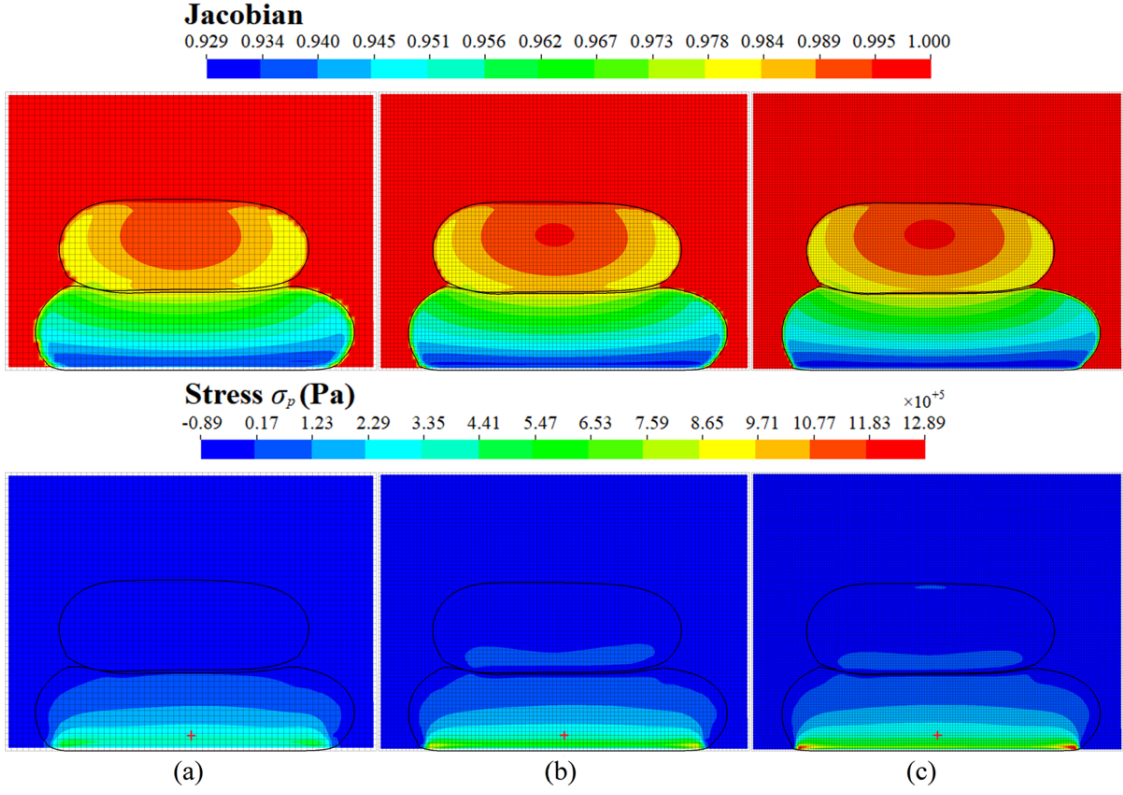 Jacobian
0.929 0.934 0.940 0.945 0.951 0.956 0.962 0.967 0.973 0.978 0.984 0.989 0.995 1.000
Stress σp (Pa)
×10+5
-0.89 0.17 1.23 2.29 3.35 4.41 5.47 6.53 7.59 8.65 9.71 10.77 11.83 12.89
(a) (b) (c)